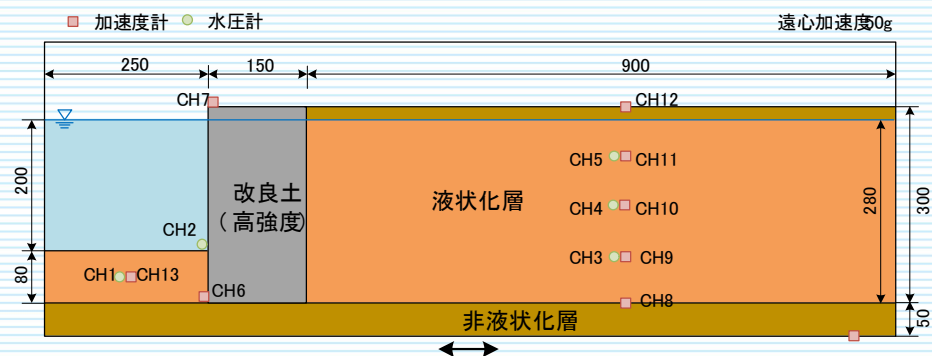 加速度計 水圧計 遠心加速度50g
250 150 900
CH7 CH12
CH5 CH11
200 改良土 液状化層 280 300
(高強度) CH4 CH10
CH2
CH3 CH9
80 CH1 CH13
CH6 CH8
非液状化層 50